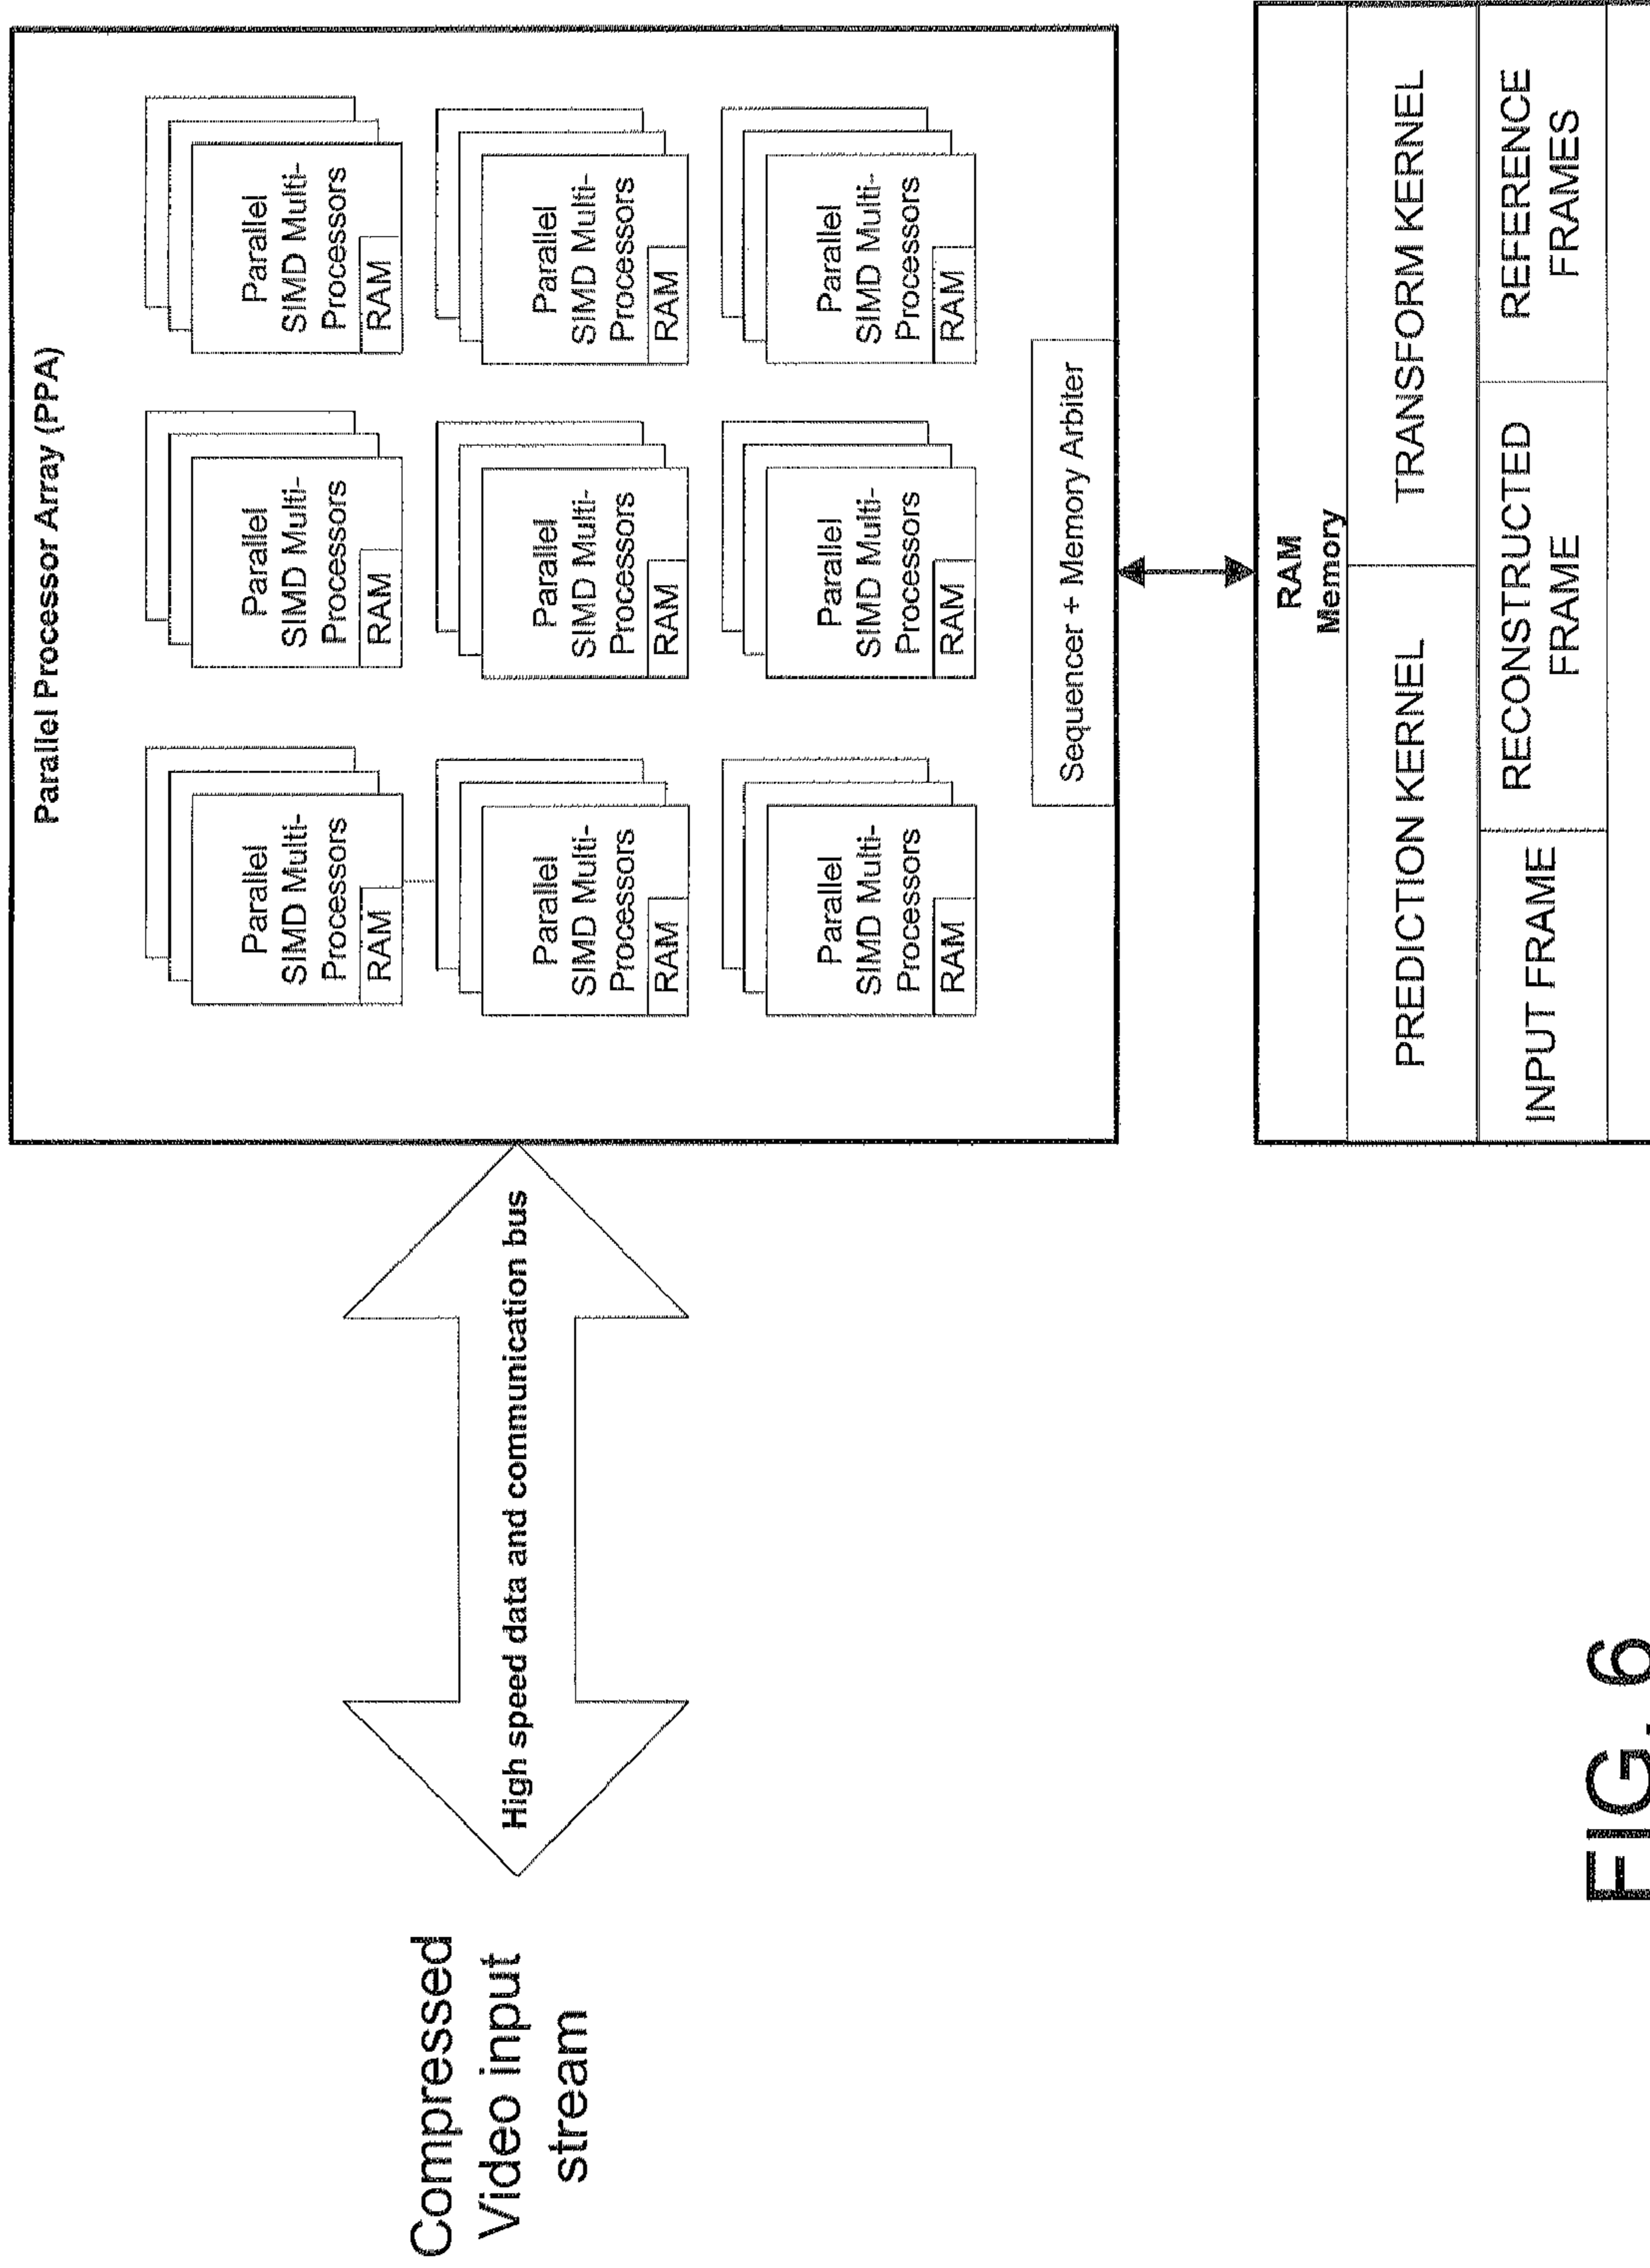 Compressed
Video input
stream
High speed data and communication bus
Parallel Processor Array (PPA)
Parallel
SIMD Multi-
Processors
RAM
Parallel
SIMD Multi-
Processors
RAM
Parallel
SIMD Multi-
Processors
RAM
Parallel
SIMD Multi-
Processors
RAM
Parallel
SIMD Multi-
Processors
RAM
Parallel
SIMD Multi-
Processors
RAM
Parallel
SIMD Multi-
Processors
RAM
Parallel
SIMD Multi-
Processors
RAM
Parallel
SIMD Multi-
Processors
RAM
Sequencer + Memory Arbiter
RAM
Memory
PREDICTION KERNEL
TRANSFORM KERNEL
INPUT FRAME
RECONSTRUCTED
FRAME
REFERENCE
FRAMES
FIG. 6